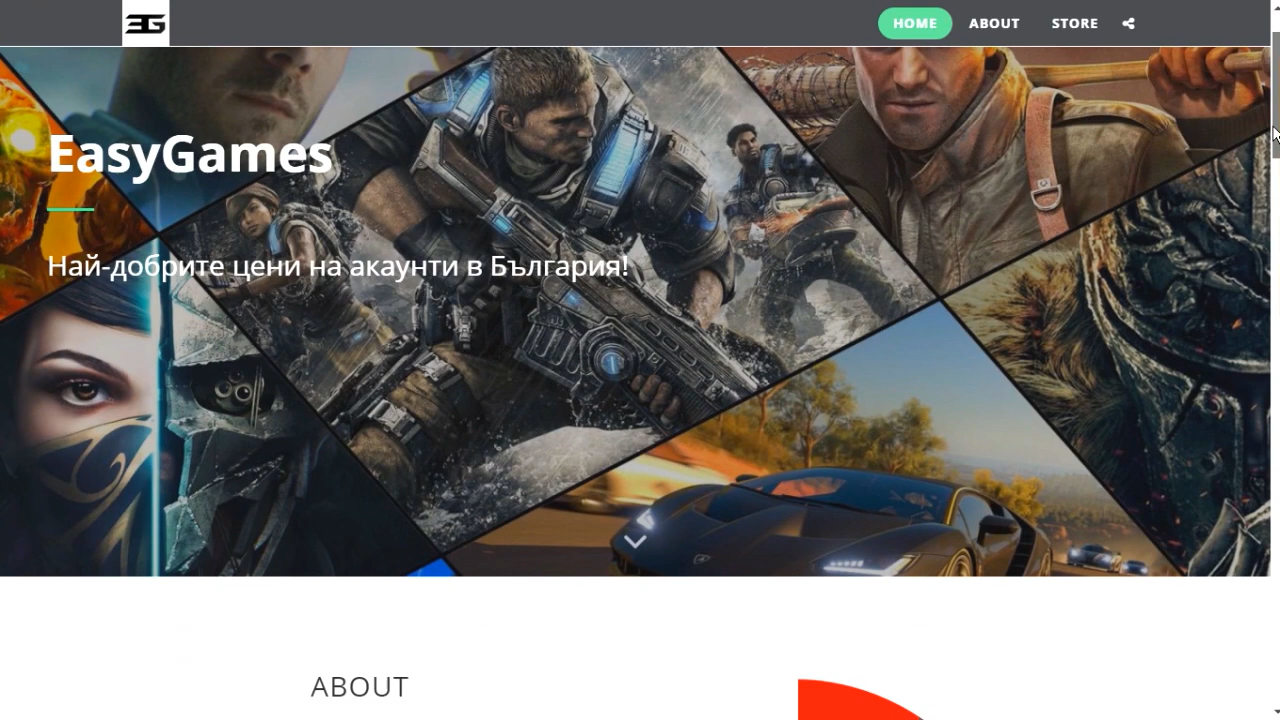 EG
HOME ABOUT STORE
EasyGames
Най-добрите цени на акаунти в България!
ABOUT